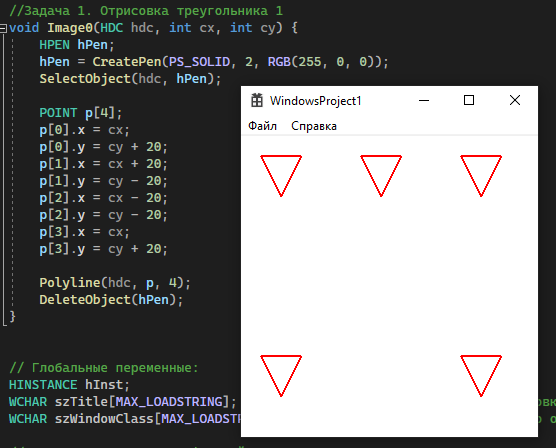 //Задача 1. Отрисовка треугольника 1
void Image0(HDC hdc, int cx, int cy) {
HPEN hPen;
hPen = CreatePen(PS_SOLID, 2, RGB(255, 0, 0));
SelectObject(hdc, hPen);
POINT p[4];
p[0].x = cx;
p[0].y = cy + 20;
p[1].x = cx + 20;
p[1].y = cy - 20;
p[2].x = cx - 20;
p[2].y = cy - 20;
p[3].x = cx;
p[3].y = cy + 20;
Polyline(hdc, p, 4);
DeleteObject(hPen);
}
WindowsProject1
Файл Справка
// Глобальные переменные:
HINSTANCE hInst;
WCHAR szTitle[MAX_LOADSTRING];
WCHAR szWindowClass[MAX_LOADSTR